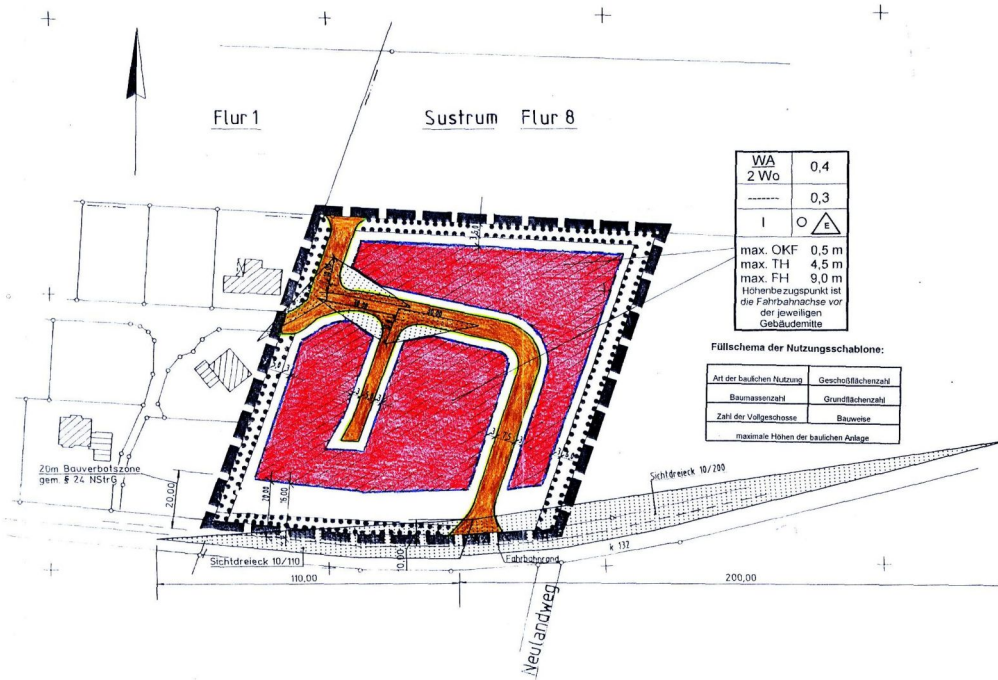 Flur 1
Sustrum Flur 8
WA
2 Wo
0,4
-------
0,3
I
O
E
max. OKF 0,5 m
max. TH 4,5 m
max. FH 9,0 m
Höhenbezugspunkt ist
die Fahrbahnachse vor
der jeweiligen
Gebäudemitte
Füllschema der Nutzungsschablone:
Art der baulichen Nutzung
Geschoßflächenzahl
Baumassenzahl
Grundflächenzahl
Zahl der Vollgeschosse
Bauweise
maximale Höhen der baulichen Anlage
20m Bauverbotszone
gem. § 24 NStrG
20,00
Sichtdreieck 10/200
Sichtdreieck 10/110
10,00
Fahrbahnrand
k 132
110,00
200,00
Neulandweg